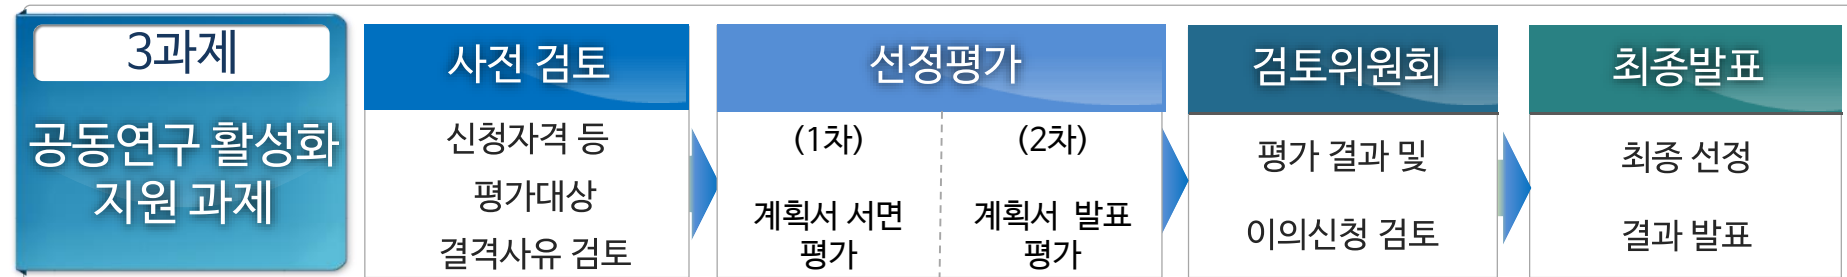 3과제
공동연구 활성화
지원 과제
사전 검토
신청자격 등
평가대상
결격사유 검토
선정평가
(1차)
계획서 서면
평가
(2차)
계획서 발표
평가
검토위원회
평가 결과 및
이의신청 검토
최종발표
최종 선정
결과 발표